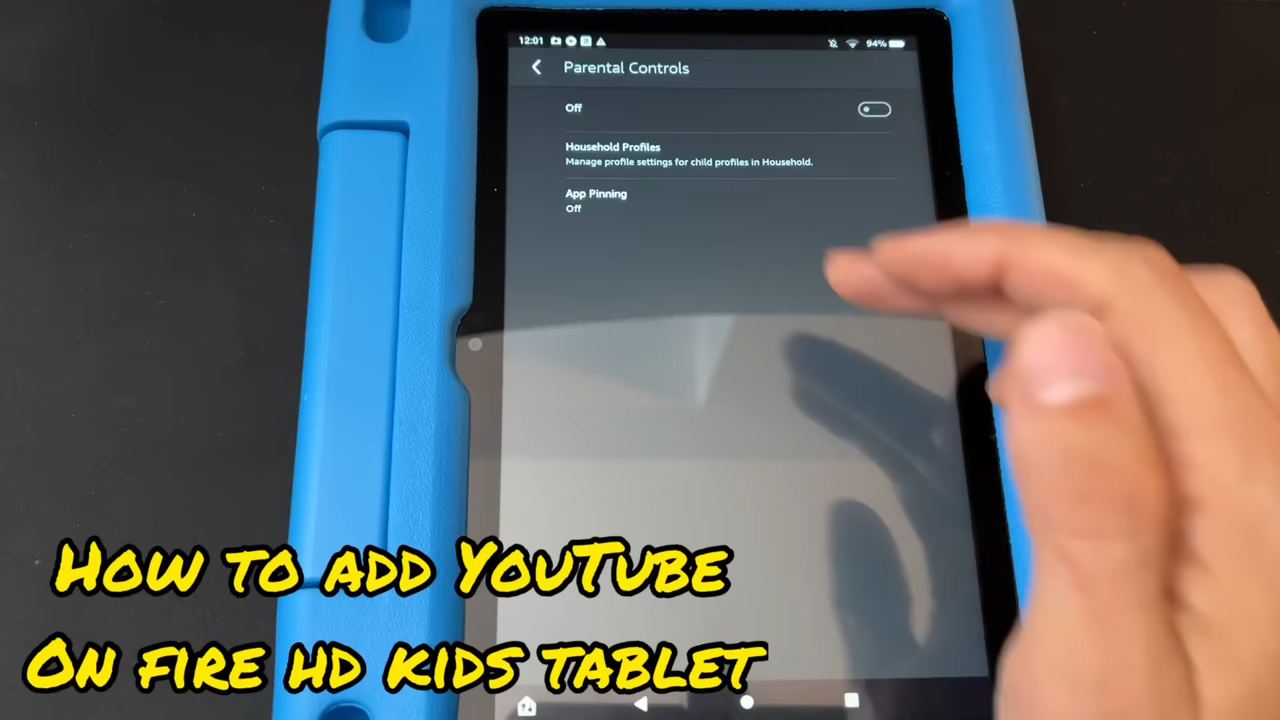 12:01 94%
Parental Controls
Off
Household Profiles
Manage profile settings for child profiles in Household.
App Pinning
Off
How to add YouTube
On fire hd kids tablet